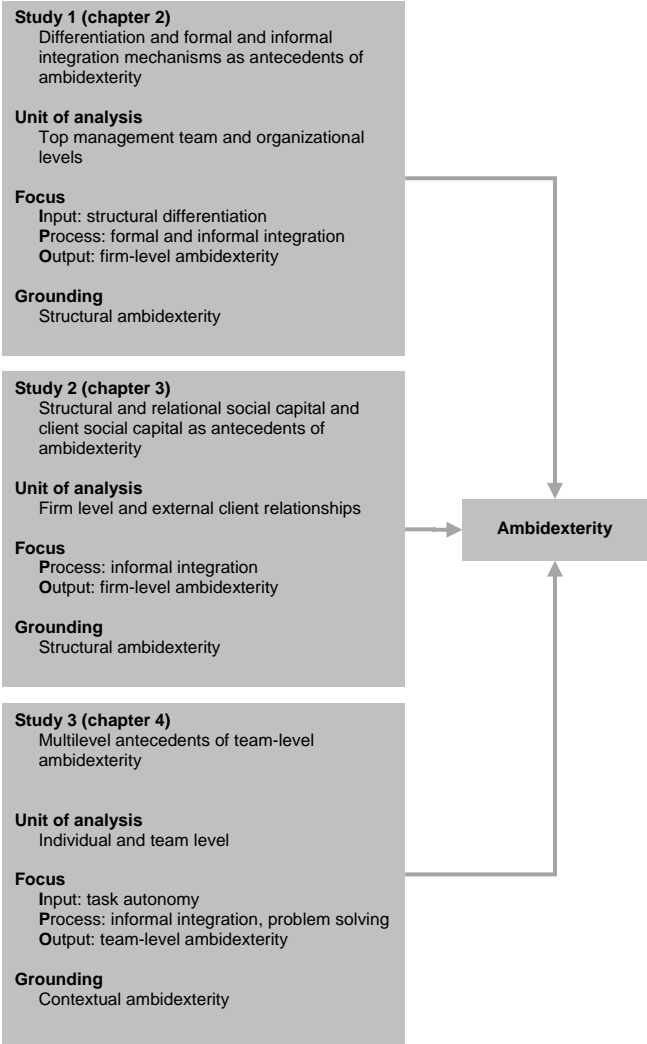 Study 1 (chapter 2)
Differentiation and formal and informal
integration mechanisms as antecedents of
ambidexterity
Unit of analysis
Top management team and organizational
levels
Focus
Input: structural differentiation
Process: formal and informal integration
Output: firm-level ambidexterity
Grounding
Structural ambidexterity
Study 2 (chapter 3)
Structural and relational social capital and
client social capital as antecedents of
ambidexterity
Unit of analysis
Firm level and external client relationships
Focus
Process: informal integration
Output: firm-level ambidexterity
Grounding
Structural ambidexterity
Study 3 (chapter 4)
Multilevel antecedents of team-level
ambidexterity
Unit of analysis
Individual and team level
Focus
Input: task autonomy
Process: informal integration, problem solving
Output: team-level ambidexterity
Grounding
Contextual ambidexterity
Ambidexterity